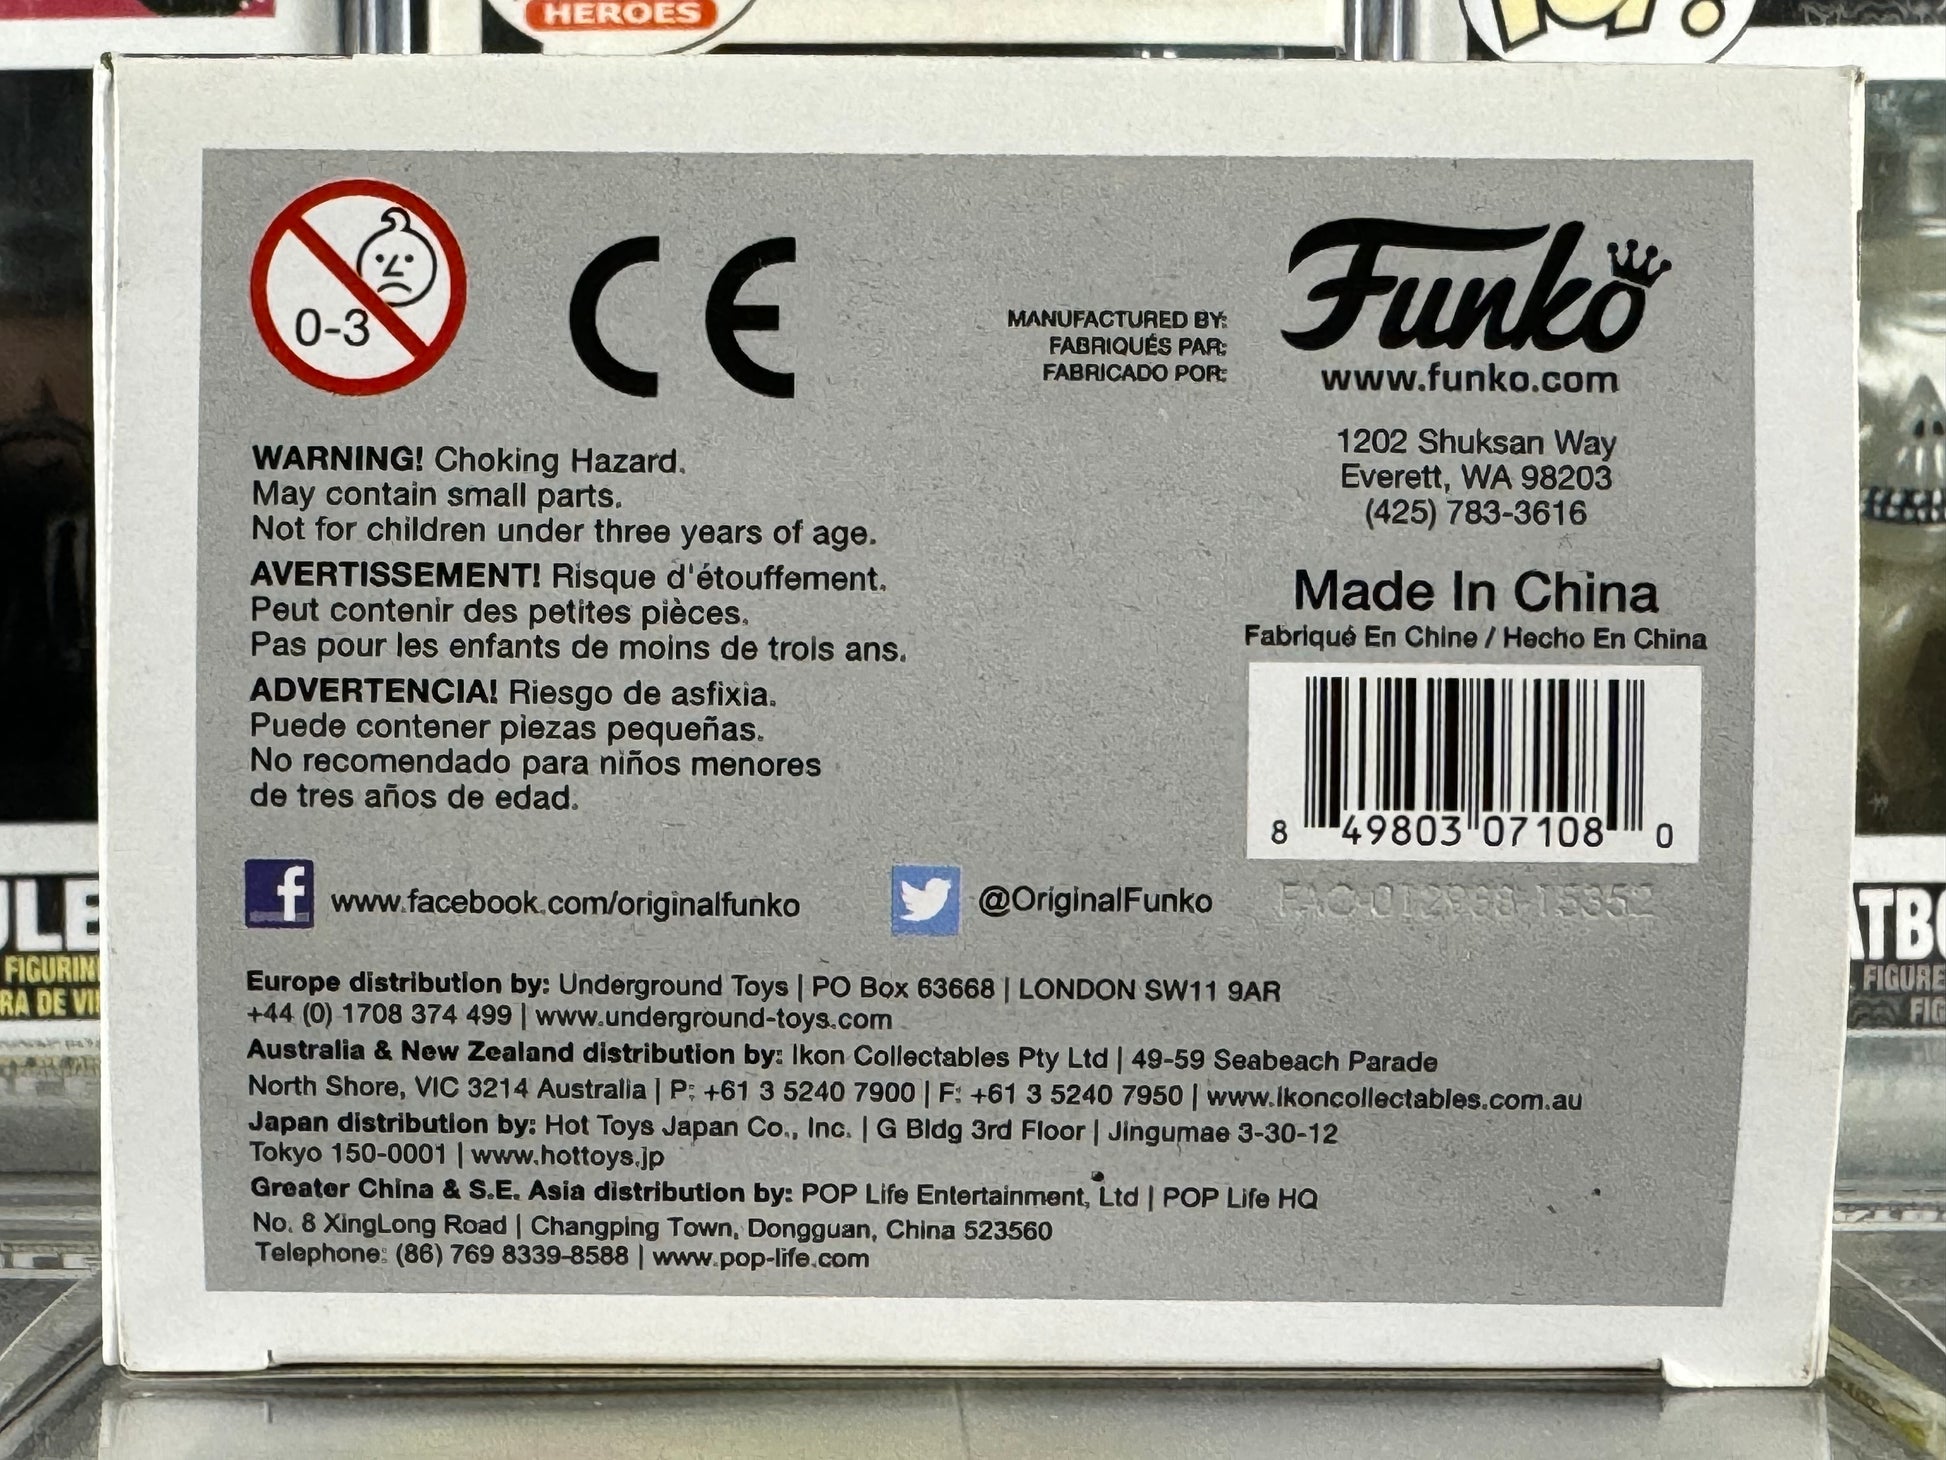 HEROES
POP!
0-3
CE
MANUFACTURED BY:
FABRIQUÉS PAR:
FABRICADO POR:
Funko
www.funko.com
1202 Shuksan Way
Everett, WA 98203
(425) 783-3616
Made In China
Fabriqué En Chine / Hecho En China
8 49803 07108 0
WARNING! Choking Hazard.
May contain small parts.
Not for children under three years of age.
AVERTISSEMENT! Risque d'étouffement.
Peut contenir des petites pièces.
Pas pour les enfants de moins de trois ans.
ADVERTENCIA! Riesgo de asfixia.
Puede contener piezas pequeñas.
No recomendado para niños menores
de tres años de edad.
www.facebook.com/originalfunko
@OriginalFunko
Europe distribution by: Underground Toys | PO Box 63668 | LONDON SW11 9AR
+44 (0) 1708 374 499 | www.underground-toys.com
Australia & New Zealand distribution by: Ikon Collectables Pty Ltd | 49-59 Seabeach Parade
North Shore, VIC 3214 Australia | P: +61 3 5240 7900 | F: +61 3 5240 7950 | www.ikoncollectables.com.au
Japan distribution by: Hot Toys Japan Co., Inc. | G Bldg 3rd Floor | Jingumae 3-30-12
Tokyo 150-0001 | www.hottoys.jp
Greater China & S.E. Asia distribution by: POP Life Entertainment, Ltd | POP Life HQ
No. 8 XingLong Road | Changping Town, Dongguan, China 523560
Telephone: (86) 769 8339-8588 | www.pop-life.com